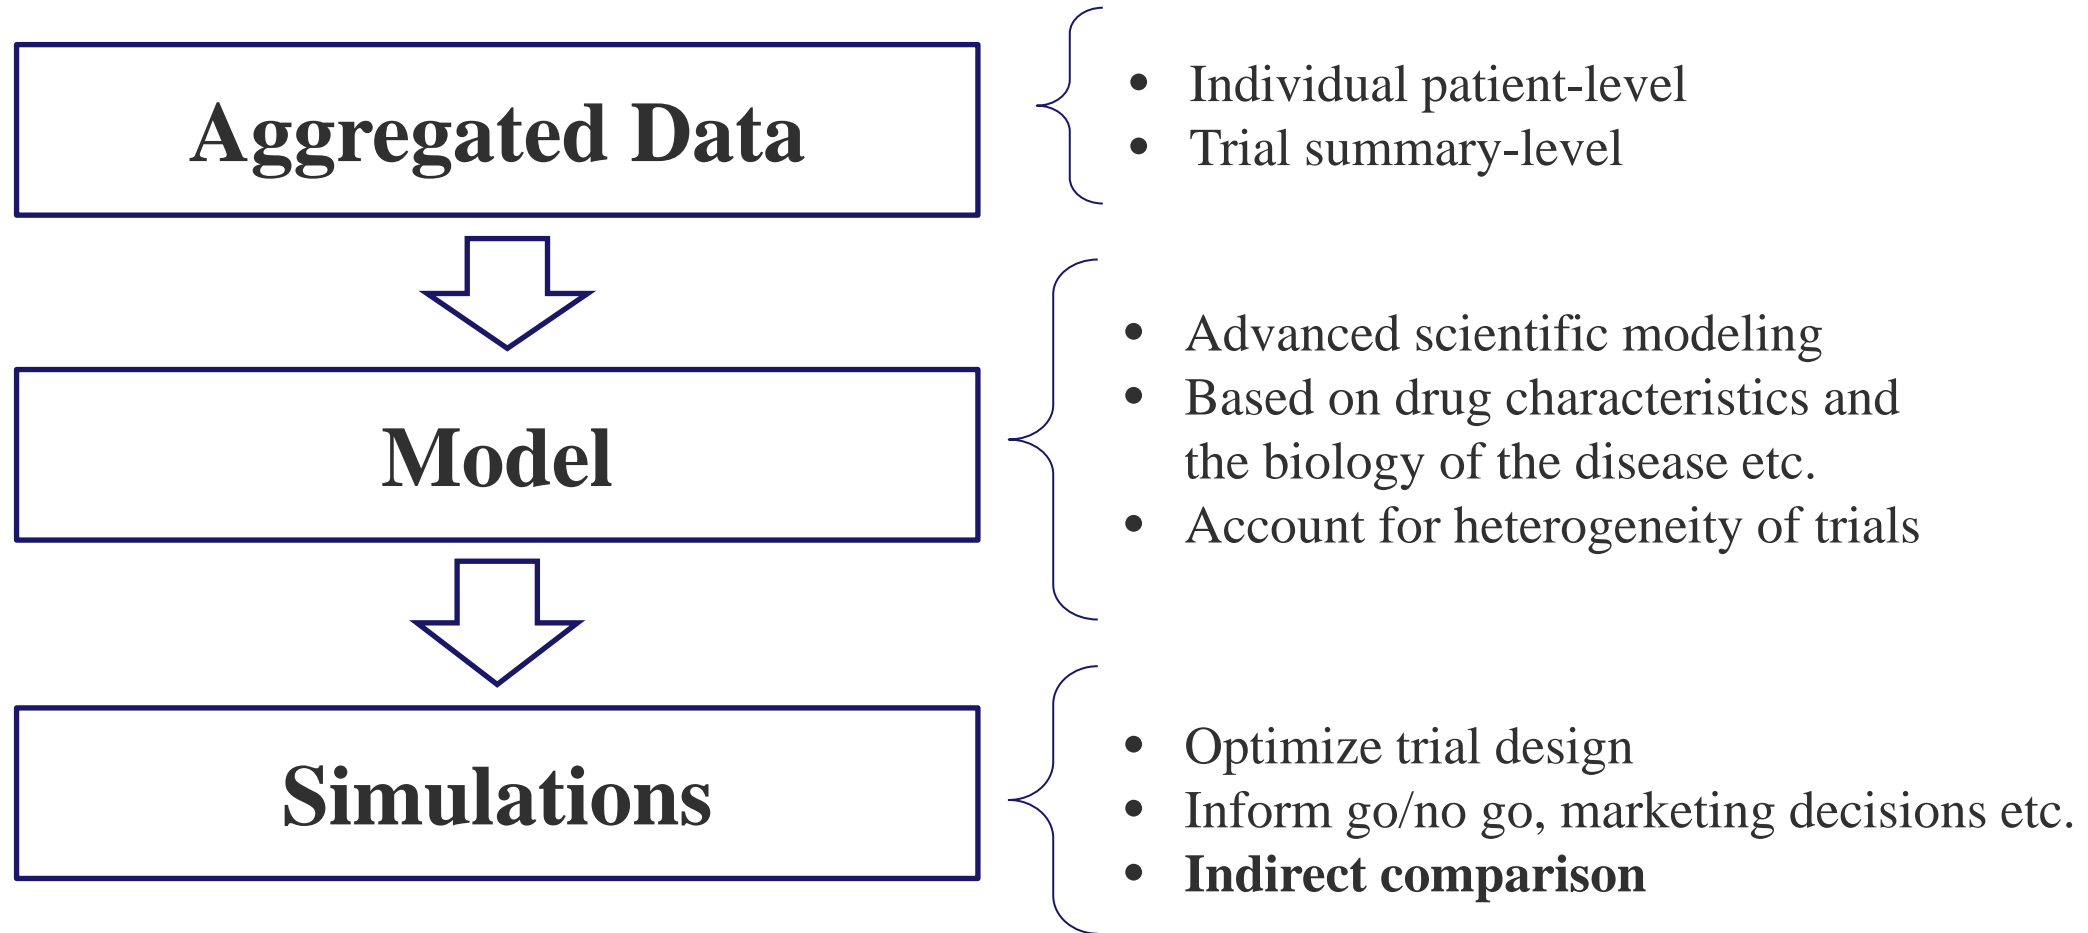 Aggregated Data
• Individual patient-level
• Trial summary-level
Model
• Advanced scientific modeling
• Based on drug characteristics and
the biology of the disease etc.
• Account for heterogeneity of trials
Simulations
• Optimize trial design
• Inform go/no go, marketing decisions etc.
• Indirect comparison